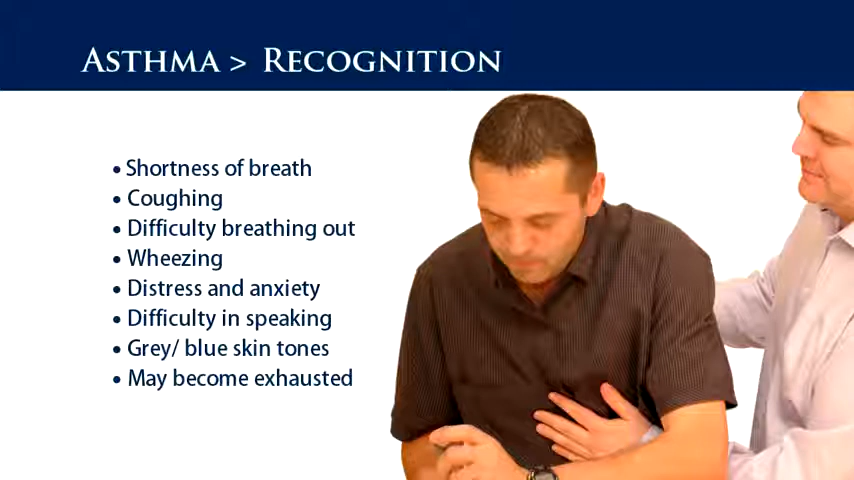 ASTHMA > RECOGNITION
• Shortness of breath
• Coughing
• Difficulty breathing out
• Wheezing
• Distress and anxiety
• Difficulty in speaking
• Grey/ blue skin tones
• May become exhausted